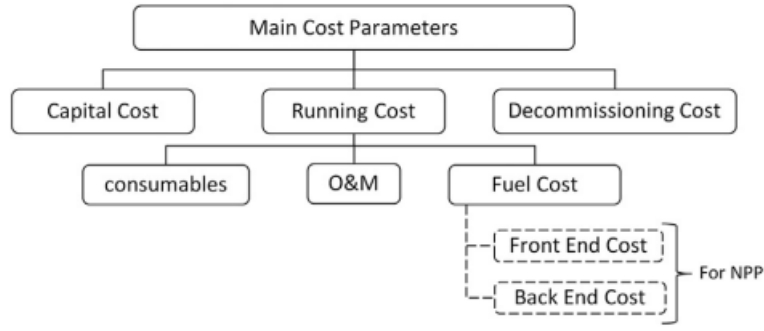 Main Cost Parameters
Capital Cost
Running Cost
Decommissioning Cost
consumables
O&M
Fuel Cost
Front End Cost
For NPP
Back End Cost